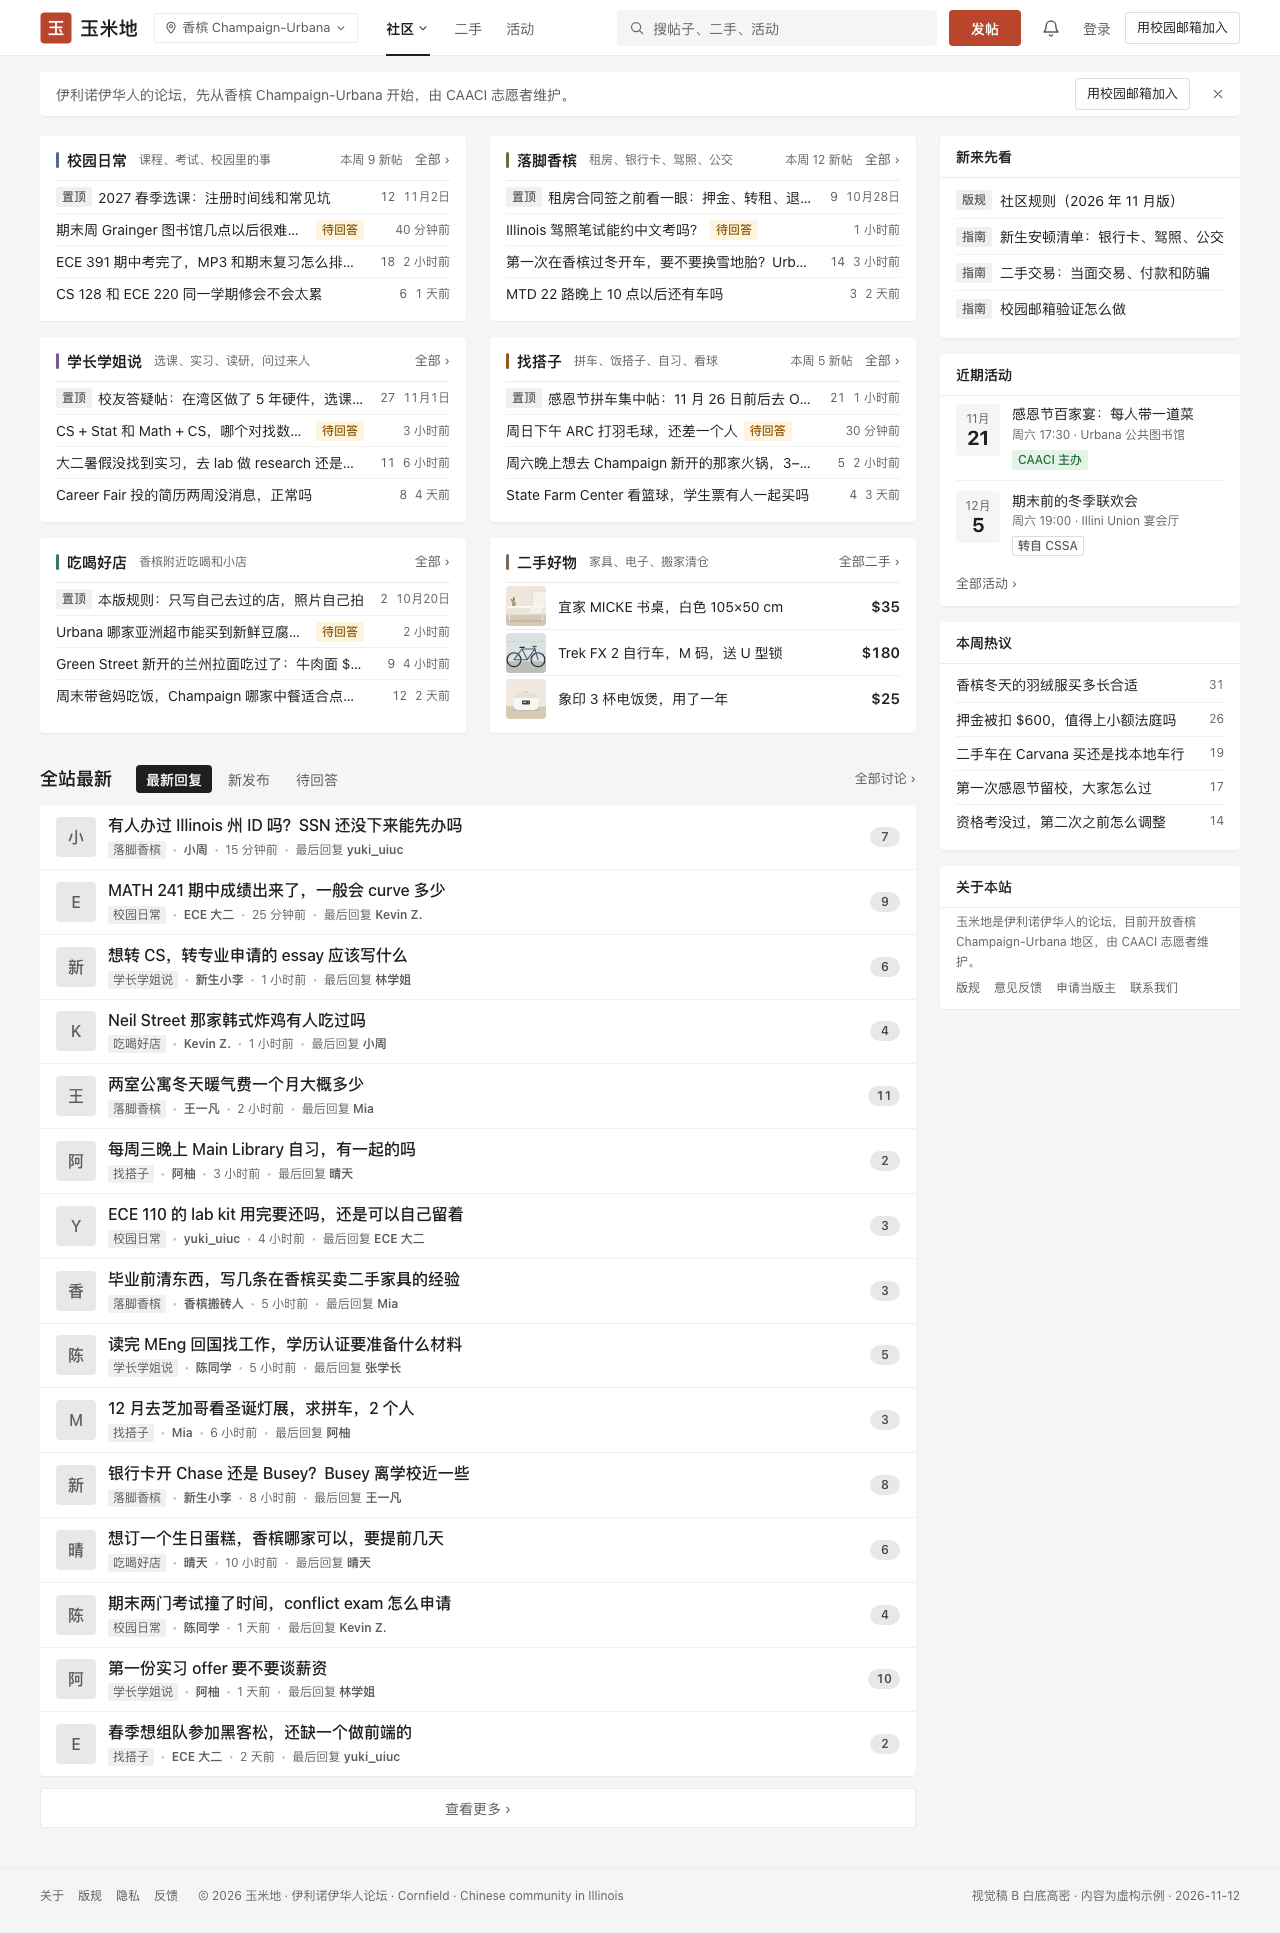 玉 玉米地 香槟 Champaign-Urbana 社区 二手 活动 搜帖子、二手、活动 发帖 登录 用校园邮箱加入
伊利诺伊华人的论坛，先从香槟 Champaign-Urbana 开始，由 CAACI 志愿者维护。 用校园邮箱加入 ×
校园日常 课程、考试、校园里的事 本周 9 新帖 全部 ›
置顶 2027 春季选课：注册时间线和常见坑 12 11月2日
期末周 Grainger 图书馆几点以后很难... 待回答 40 分钟前
ECE 391 期中考完了，MP3 和期末复习怎么排... 18 2 小时前
CS 128 和 ECE 220 同一学期修会不会太累 6 1 天前
落脚香槟 租房、银行卡、驾照、公交 本周 12 新帖 全部 ›
置顶 租房合同签之前看一眼：押金、转租、退... 9 10月28日
Illinois 驾照笔试能约中文考吗？ 待回答 1 小时前
第一次在香槟过冬开车，要不要换雪地胎？Urb... 14 3 小时前
MTD 22 路晚上 10 点以后还有车吗 3 2 天前
学长学姐说 选课、实习、读研，问过来人 全部 ›
置顶 校友答疑帖：在湾区做了 5 年硬件，选课... 27 11月1日
CS + Stat 和 Math + CS，哪个对找数... 待回答 3 小时前
大二暑假没找到实习，去 lab 做 research 还是... 11 6 小时前
Career Fair 投的简历两周没消息，正常吗 8 4 天前
找搭子 拼车、饭搭子、自习、看球 本周 5 新帖 全部 ›
置顶 感恩节拼车集中帖：11 月 26 日前后去 O... 21 1 小时前
周日下午 ARC 打羽毛球，还差一个人 待回答 30 分钟前
周六晚上想去 Champaign 新开的那家火锅，3–... 5 2 小时前
State Farm Center 看篮球，学生票有人一起买吗 4 3 天前
吃喝好店 香槟附近吃喝和小店 全部 ›
置顶 本版规则：只写自己去过的店，照片自己拍 2 10月20日
Urbana 哪家亚洲超市能买到新鲜豆腐... 待回答 2 小时前
Green Street 新开的兰州拉面吃过了：牛肉面 $... 9 4 小时前
周末带爸妈吃饭，Champaign 哪家中餐适合点... 12 2 天前
二手好物 家具、电子、搬家清仓 全部二手 ›
宜家 MICKE 书桌，白色 105×50 cm $35
Trek FX 2 自行车，M 码，送 U 型锁 $180
象印 3 杯电饭煲，用了一年 $25
全站最新 最新回复 新发布 待回答 全部讨论 ›
小 有人办过 Illinois 州 ID 吗？SSN 还没下来能先办吗 7
落脚香槟 · 小周 · 15 分钟前 · 最后回复 yuki_uiuc
E MATH 241 期中成绩出来了，一般会 curve 多少 9
校园日常 · ECE 大二 · 25 分钟前 · 最后回复 Kevin Z.
新 想转 CS，转专业申请的 essay 应该写什么 6
学长学姐说 · 新生小李 · 1 小时前 · 最后回复 林学姐
K Neil Street 那家韩式炸鸡有人吃过吗 4
吃喝好店 · Kevin Z. · 1 小时前 · 最后回复 小周
王 两室公寓冬天暖气费一个月大概多少 11
落脚香槟 · 王一凡 · 2 小时前 · 最后回复 Mia
阿 每周三晚上 Main Library 自习，有一起的吗 2
找搭子 · 阿柚 · 3 小时前 · 最后回复 晴天
Y ECE 110 的 lab kit 用完要还吗，还是可以自己留着 3
校园日常 · yuki_uiuc · 4 小时前 · 最后回复 ECE 大二
香 毕业前清东西，写几条在香槟买卖二手家具的经验 3
落脚香槟 · 香槟搬砖人 · 5 小时前 · 最后回复 Mia
陈 读完 MEng 回国找工作，学历认证要准备什么材料 5
学长学姐说 · 陈同学 · 5 小时前 · 最后回复 张学长
M 12 月去芝加哥看圣诞灯展，求拼车，2 个人 3
找搭子 · Mia · 6 小时前 · 最后回复 阿柚
新 银行卡开 Chase 还是 Busey？Busey 离学校近一些 8
落脚香槟 · 新生小李 · 8 小时前 · 最后回复 王一凡
晴 想订一个生日蛋糕，香槟哪家可以，要提前几天 6
吃喝好店 · 晴天 · 10 小时前 · 最后回复 晴天
陈 期末两门考试撞了时间，conflict exam 怎么申请 4
校园日常 · 陈同学 · 1 天前 · 最后回复 Kevin Z.
阿 第一份实习 offer 要不要谈薪资 10
学长学姐说 · 阿柚 · 1 天前 · 最后回复 林学姐
E 春季想组队参加黑客松，还缺一个做前端的 2
找搭子 · ECE 大二 · 2 天前 · 最后回复 yuki_uiuc
查看更多 ›
新来先看
版规 社区规则（2026 年 11 月版）
指南 新生安顿清单：银行卡、驾照、公交
指南 二手交易：当面交易、付款和防骗
指南 校园邮箱验证怎么做
近期活动
11月 21 感恩节百家宴：每人带一道菜
周六 17:30 · Urbana 公共图书馆
CAACI 主办
12月 5 期末前的冬季联欢会
周六 19:00 · Illini Union 宴会厅
转自 CSSA
全部活动 ›
本周热议
香槟冬天的羽绒服买多长合适 31
押金被扣 $600，值得上小额法庭吗 26
二手车在 Carvana 买还是找本地车行 19
第一次感恩节留校，大家怎么过 17
资格考没过，第二次之前怎么调整 14
关于本站
玉米地是伊利诺伊华人的论坛，目前开放香槟
Champaign-Urbana 地区，由 CAACI 志愿者维
护。
版规 意见反馈 申请当版主 联系我们
关于 版规 隐私 反馈 © 2026 玉米地 · 伊利诺伊华人论坛 · Cornfield · Chinese community in Illinois 视觉稿 B 白底高密 · 内容为虚构示例 · 2026-11-12